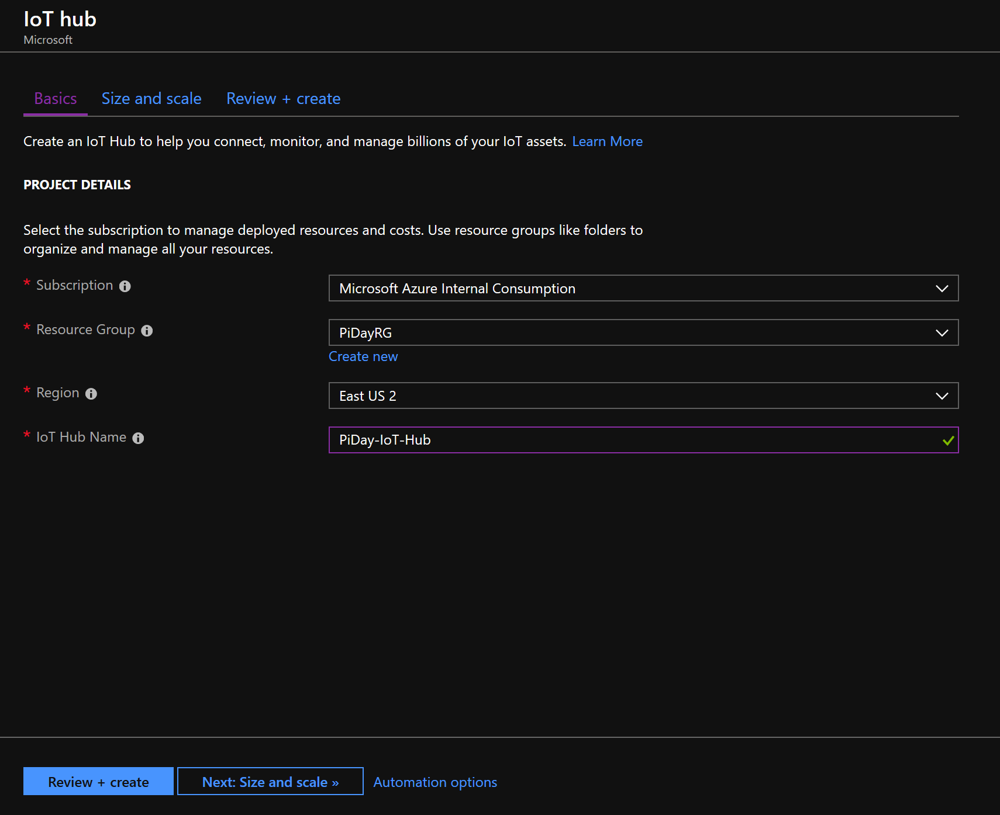 IoT hub
Microsoft
Basics Size and scale Review + create
Create an IoT Hub to help you connect, monitor, and manage billions of your IoT assets. Learn More
PROJECT DETAILS
Select the subscription to manage deployed resources and costs. Use resource groups like folders to
organize and manage all your resources.
* Subscription Microsoft Azure Internal Consumption
* Resource Group PiDayRG
Create new
* Region East US 2
* IoT Hub Name PiDay-IoT-Hub
Review + create Next: Size and scale » Automation options